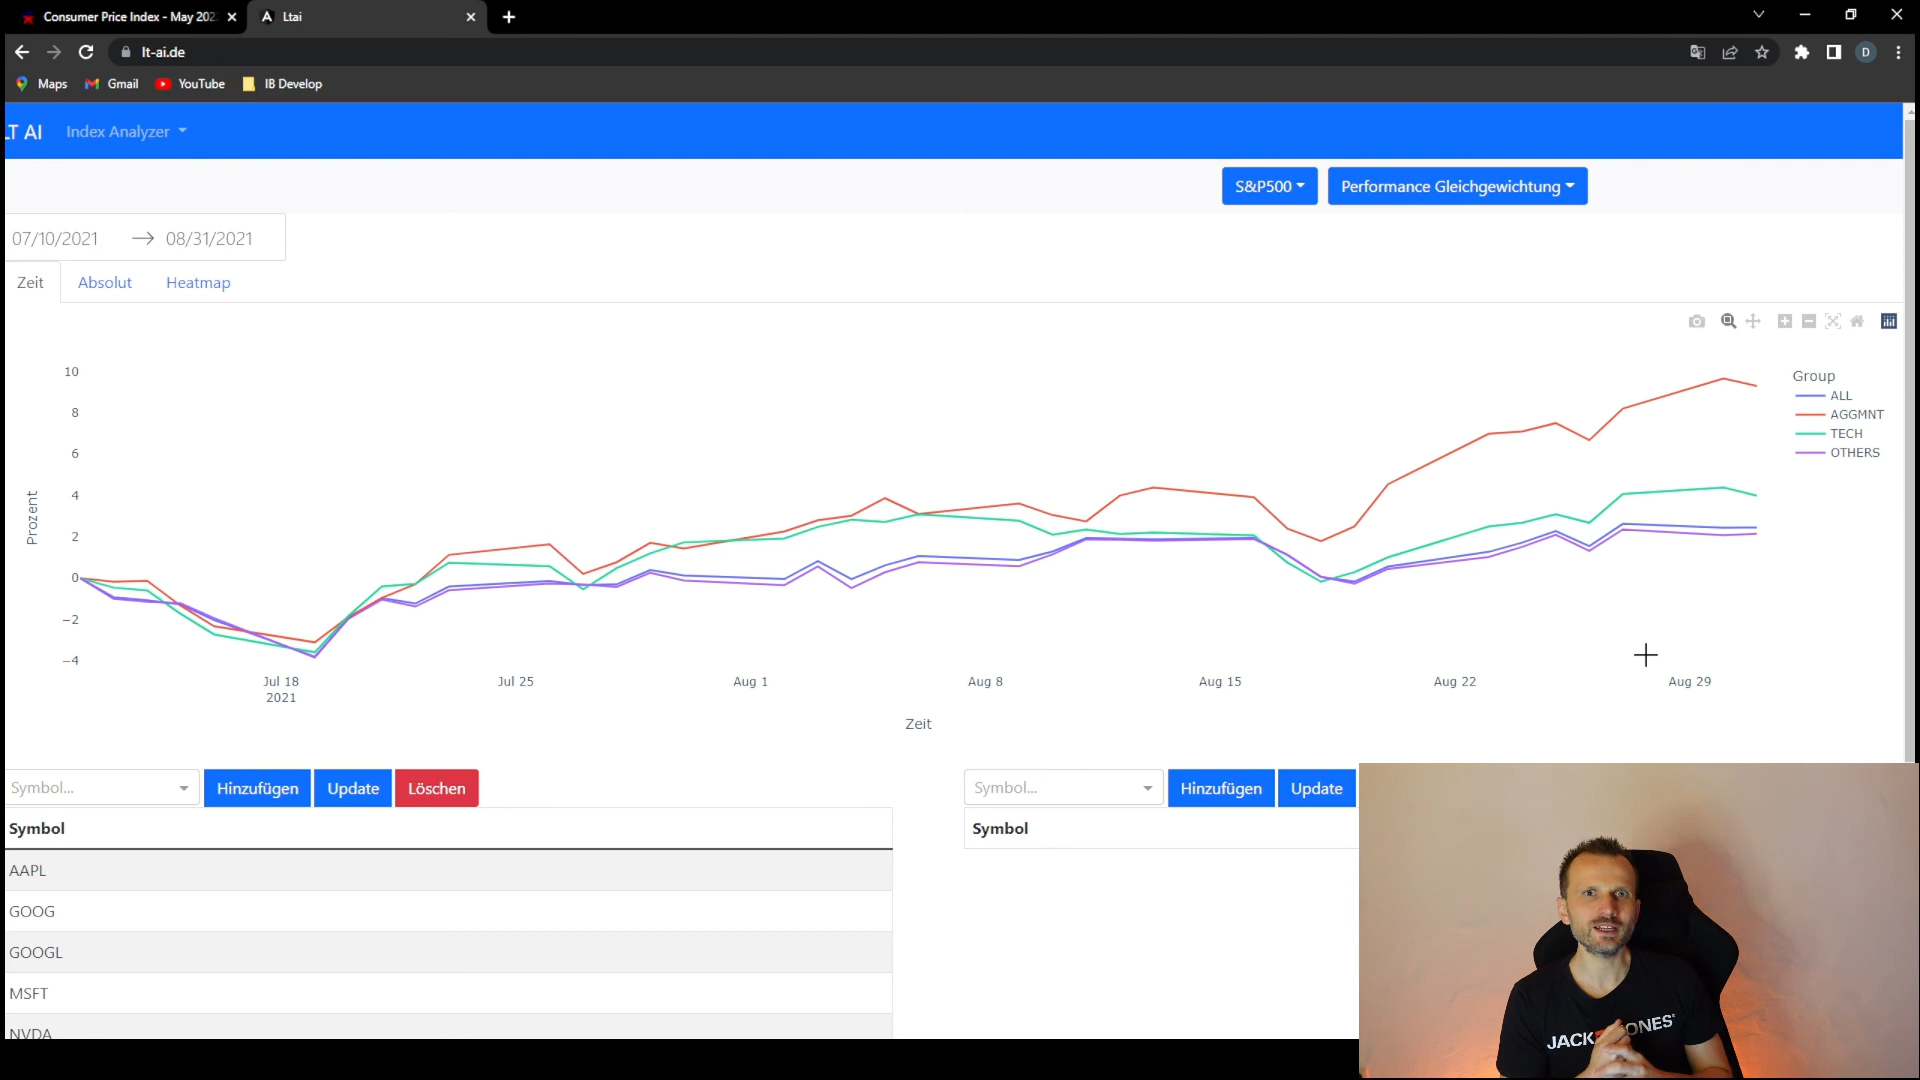 Consumer Price Index - May 202
Ltai
lt-ai.de
Maps
Gmail
YouTube
IB Develop
LT AI
Index Analyzer
S&P500
Performance Gleichgewichtung
07/10/2021 → 08/31/2021
Zeit
Absolut
Heatmap
Group
ALL
AGGMNT
TECH
OTHERS
Prozent
10
8
6
4
2
0
−2
−4
Jul 18
2021
Jul 25
Aug 1
Aug 8
Aug 15
Aug 22
Aug 29
Zeit
Symbol...
Hinzufügen
Update
Löschen
Symbol...
Hinzufügen
Update
Symbol
Symbol
AAPL
GOOG
GOOGL
MSFT
NVDA
D